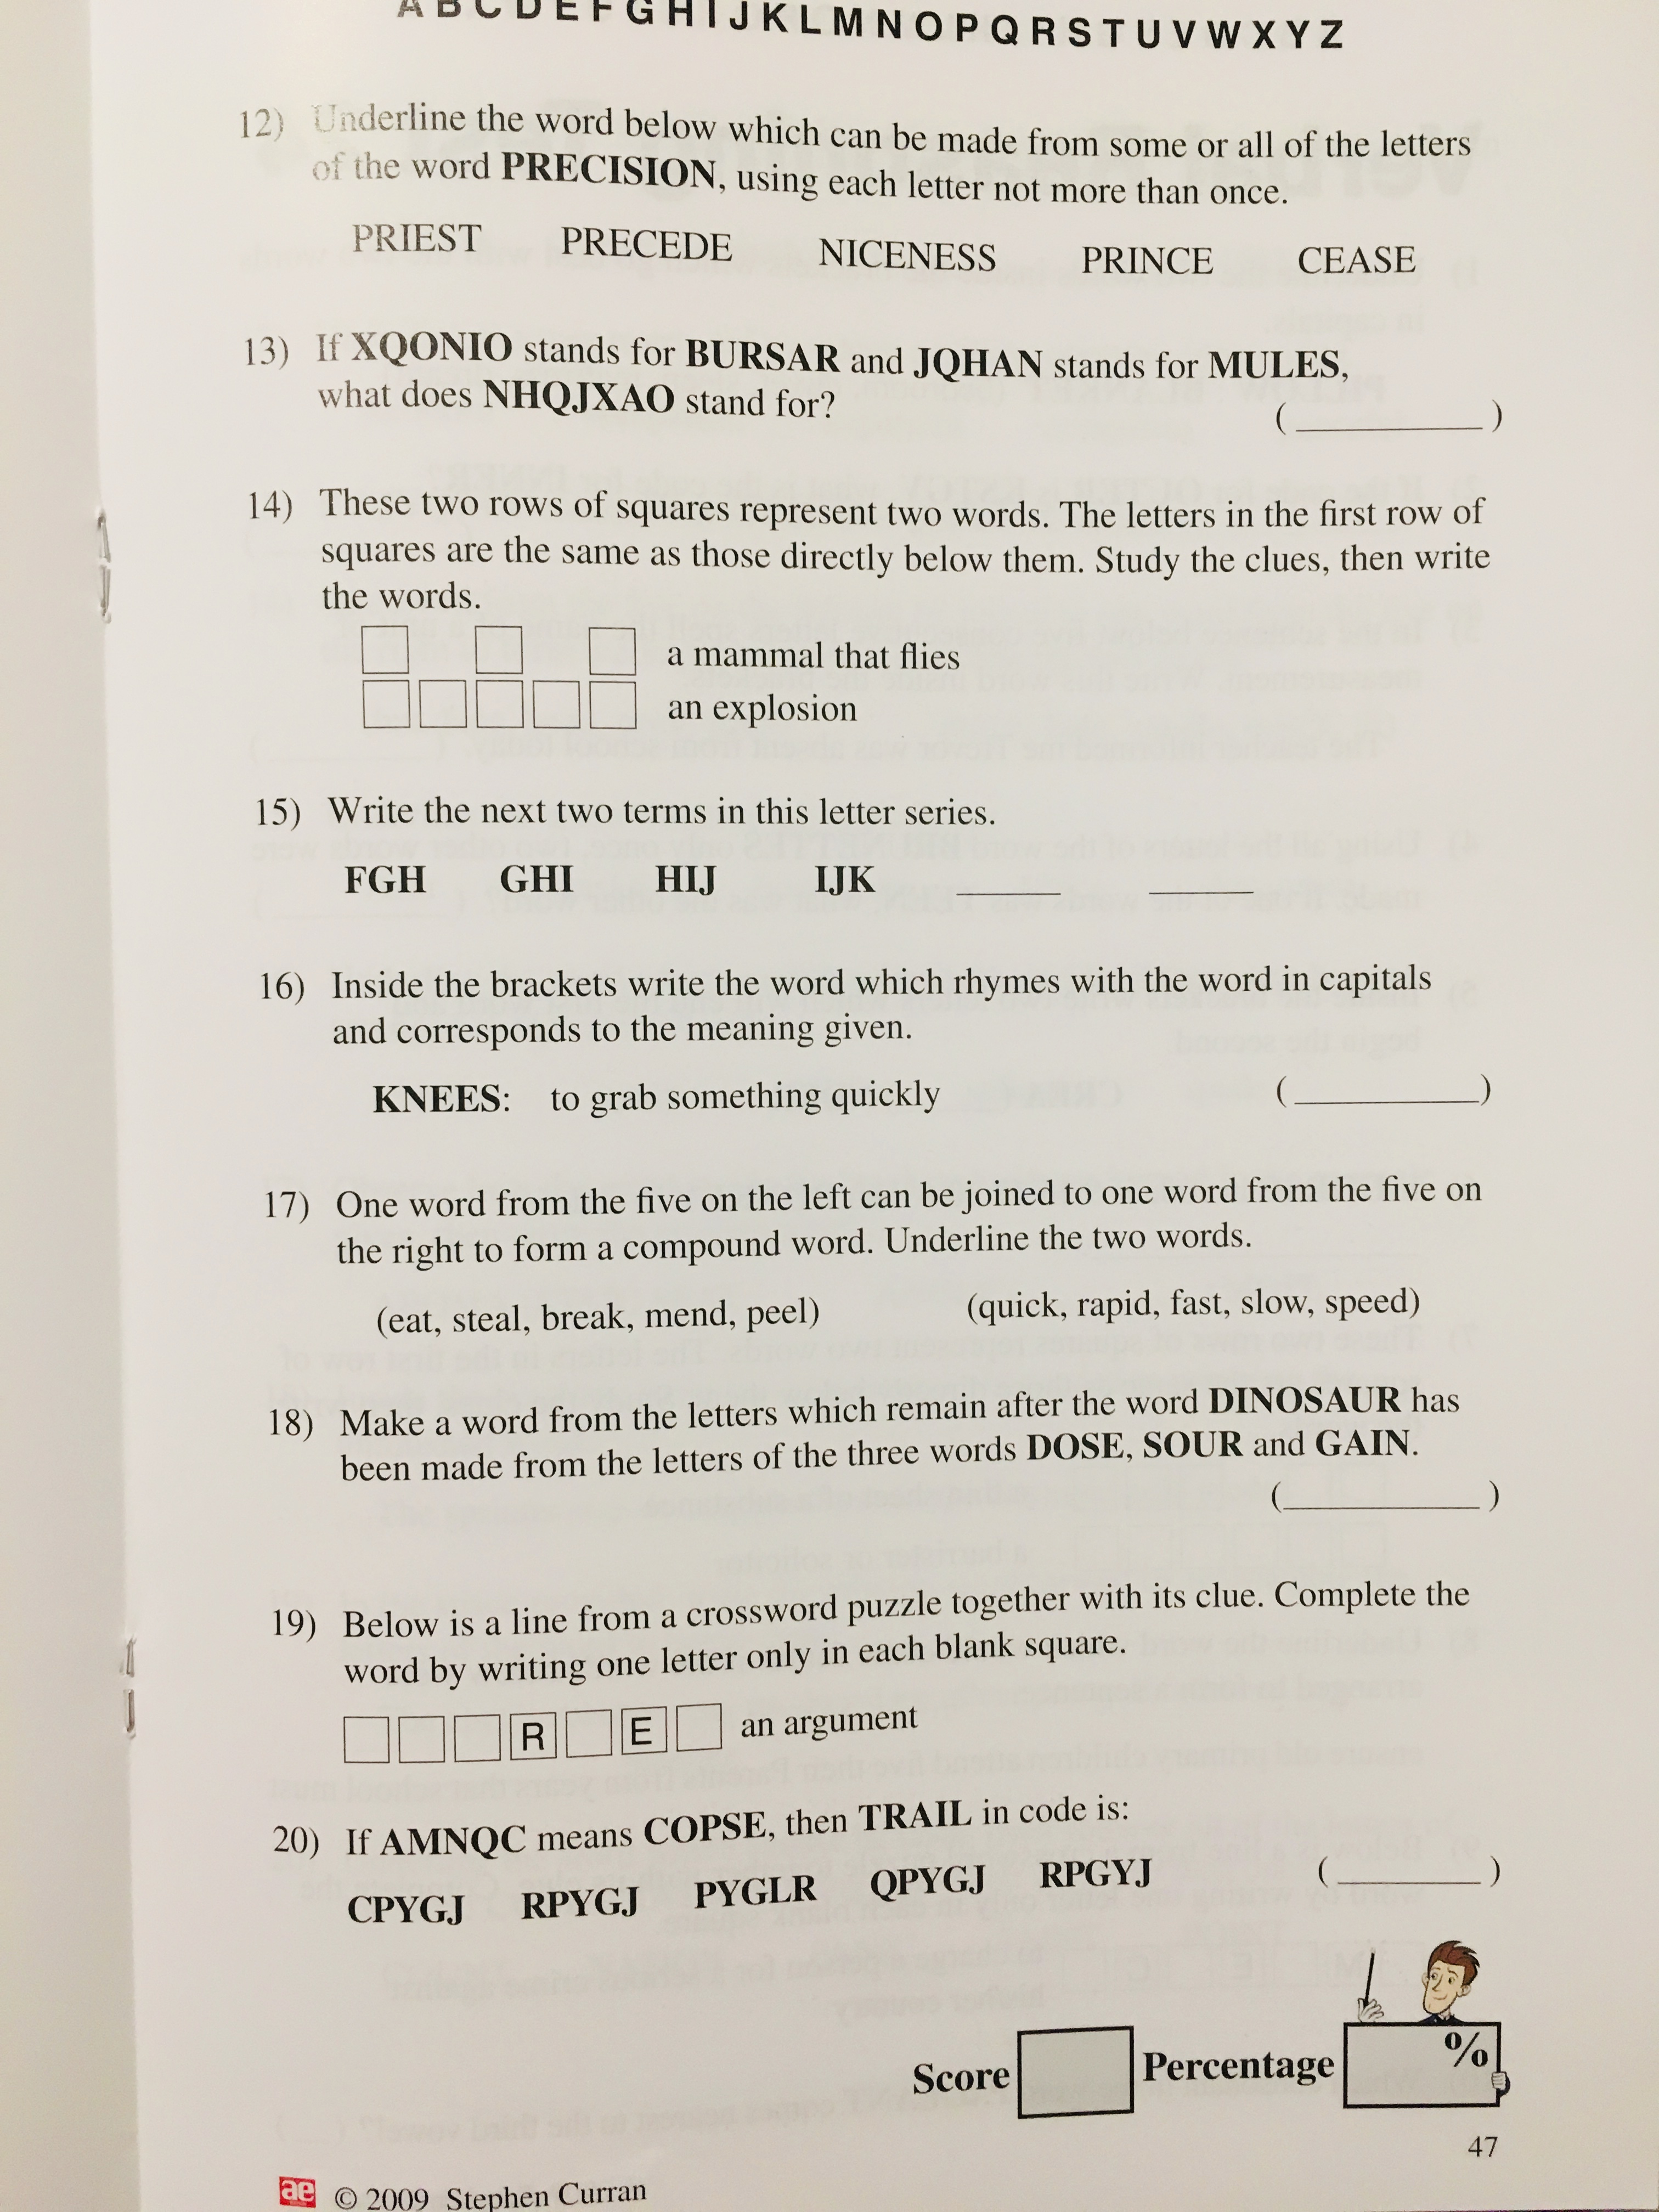 A B C D E F G H I J K L M N O P Q R S T U V W X Y Z
12) Underline the word below which can be made from some or all of the letters
of the word PRECISION, using each letter not more than once.
PRIEST PRECEDE NICENESS PRINCE CEASE
13) If XQONIO stands for BURSAR and JQHAN stands for MULES,
what does NHQJXAO stand for?
(__________)
14) These two rows of squares represent two words. The letters in the first row of
squares are the same as those directly below them. Study the clues, then write
the words.
a mammal that flies
an explosion
15) Write the next two terms in this letter series.
FGH GHI HIJ IJK ______ ______
16) Inside the brackets write the word which rhymes with the word in capitals
and corresponds to the meaning given.
KNEES: to grab something quickly (__________)
17) One word from the five on the left can be joined to one word from the five on
the right to form a compound word. Underline the two words.
(eat, steal, break, mend, peel) (quick, rapid, fast, slow, speed)
18) Make a word from the letters which remain after the word DINOSAUR has
been made from the letters of the three words DOSE, SOUR and GAIN.
(__________)
19) Below is a line from a crossword puzzle together with its clue. Complete the
word by writing one letter only in each blank square.
R E an argument
20) If AMNQC means COPSE, then TRAIL in code is:
CPYGJ RPYGJ PYGLR QPYGJ RPGYJ (________)
Score Percentage %
47
ae © 2009 Stephen Curran